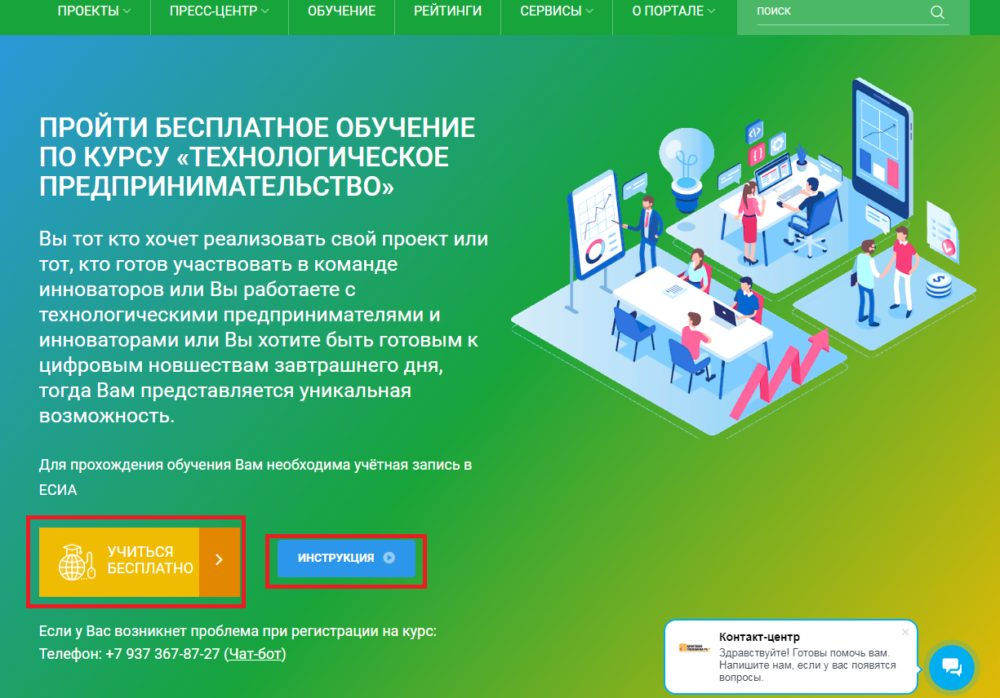 ПРОЕКТЫ
ПРЕСС-ЦЕНТР
ОБУЧЕНИЕ
РЕЙТИНГИ
СЕРВИСЫ
О ПОРТАЛЕ
ПОИСК
ПРОЙТИ БЕСПЛАТНОЕ ОБУЧЕНИЕ
ПО КУРСУ «ТЕХНОЛОГИЧЕСКОЕ
ПРЕДПРИНИМАТЕЛЬСТВО»
Вы тот кто хочет реализовать свой проект или
тот, кто готов участвовать в команде
инноваторов или Вы работаете с
технологическими предпринимателями и
инноваторами или Вы хотите быть готовым к
цифровым новшествам завтрашнего дня,
тогда Вам представляется уникальная
возможность.
Для прохождения обучения Вам необходима учётная запись в
ЕСИА
УЧИТЬСЯ
БЕСПЛАТНО
ИНСТРУКЦИЯ
Если у Вас возникнет проблема при регистрации на курс:
Телефон: +7 937 367-87-27 (Чат-бот)
Контакт-центр
Здравствуйте! Готовы помочь вам.
Напишите нам, если у вас появятся
вопросы.